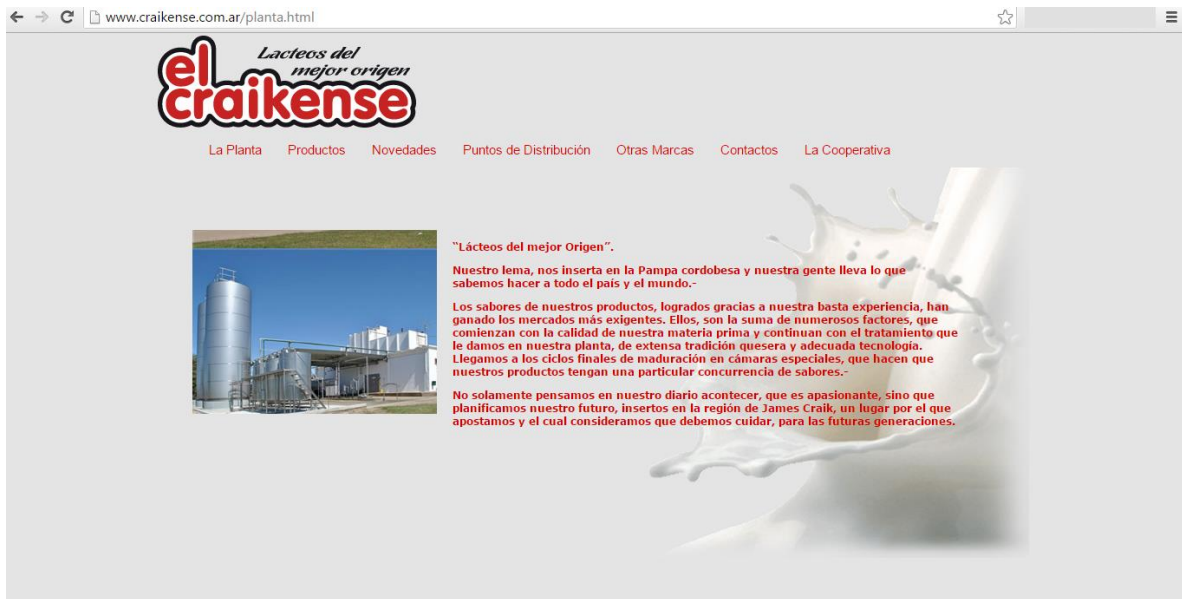 www.craikense.com.ar/planta.html
Lacteos del
mejor origen
el
craikense
La Planta Productos Novedades Puntos de Distribución Otras Marcas Contactos La Cooperativa
“Lácteos del mejor Origen”.
Nuestro lema, nos inserta en la Pampa cordobesa y nuestra gente lleva lo que
sabemos hacer a todo el país y el mundo.-
Los sabores de nuestros productos, logrados gracias a nuestra basta experiencia, han
ganado los mercados más exigentes. Ellos, son la suma de numerosos factores, que
comienzan con la calidad de nuestra materia prima y continuan con el tratamiento que
le damos en nuestra planta, de extensa tradición quesera y adecuada tecnología.
Llegamos a los ciclos finales de maduración en cámaras especiales, que hacen que
nuestros productos tengan una particular concurrencia de sabores.-
No solamente pensamos en nuestro diario acontecer, que es apasionante, sino que
planificamos nuestro futuro, insertos en la región de James Craik, un lugar por el que
apostamos y el cual consideramos que debemos cuidar, para las futuras generaciones.